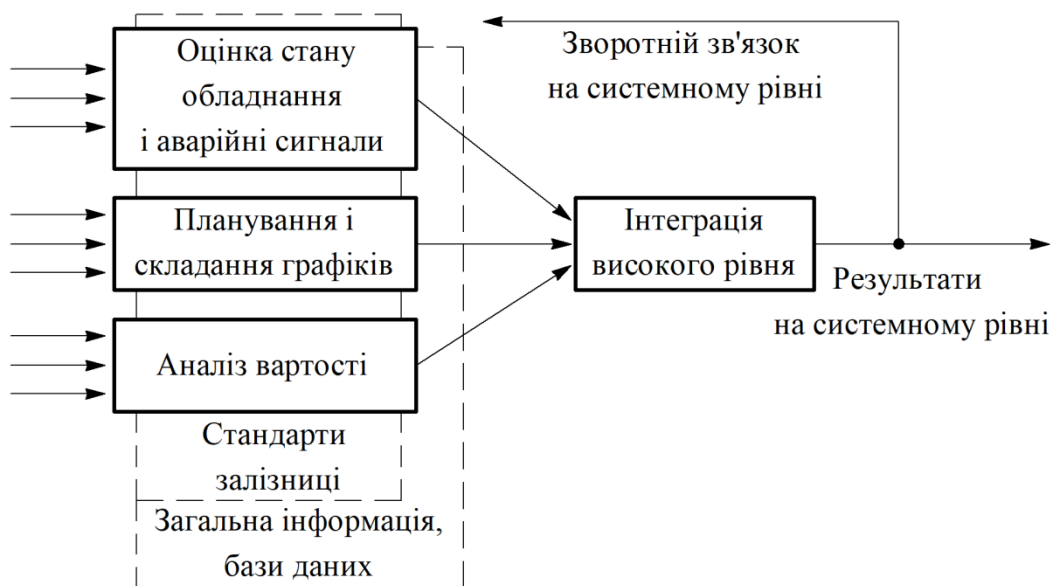 Оцінка стану
обладнання
і аварійні сигнали
Зворотній зв'язок
на системному рівні
Планування і
складання графіків
Інтеграція
високого рівня
Результати
на системному рівні
Аналіз вартості
Стандарти
залізниці
Загальна інформація,
бази даних